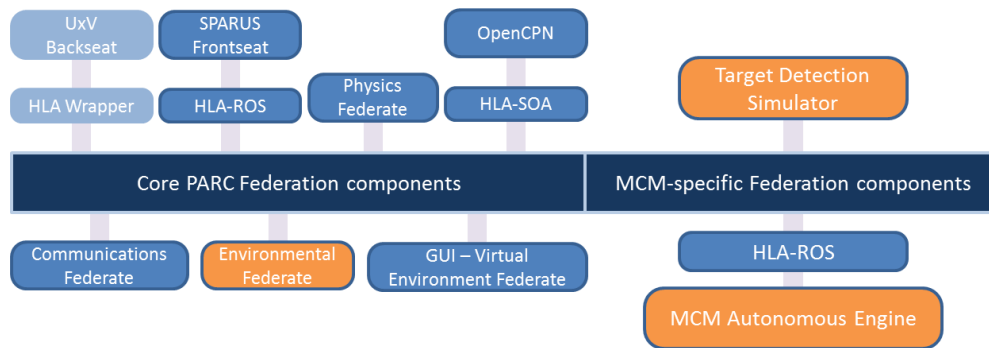 UxV
Backseat
SPARUS
Frontseat
OpenCPN
Target Detection
Simulator
Physics
Federate
HLA Wrapper
HLA-ROS
HLA-SOA
Core PARC Federation components
MCM-specific Federation components
Communications
Federate
Environmental
Federate
GUI – Virtual
Environment Federate
HLA-ROS
MCM Autonomous Engine